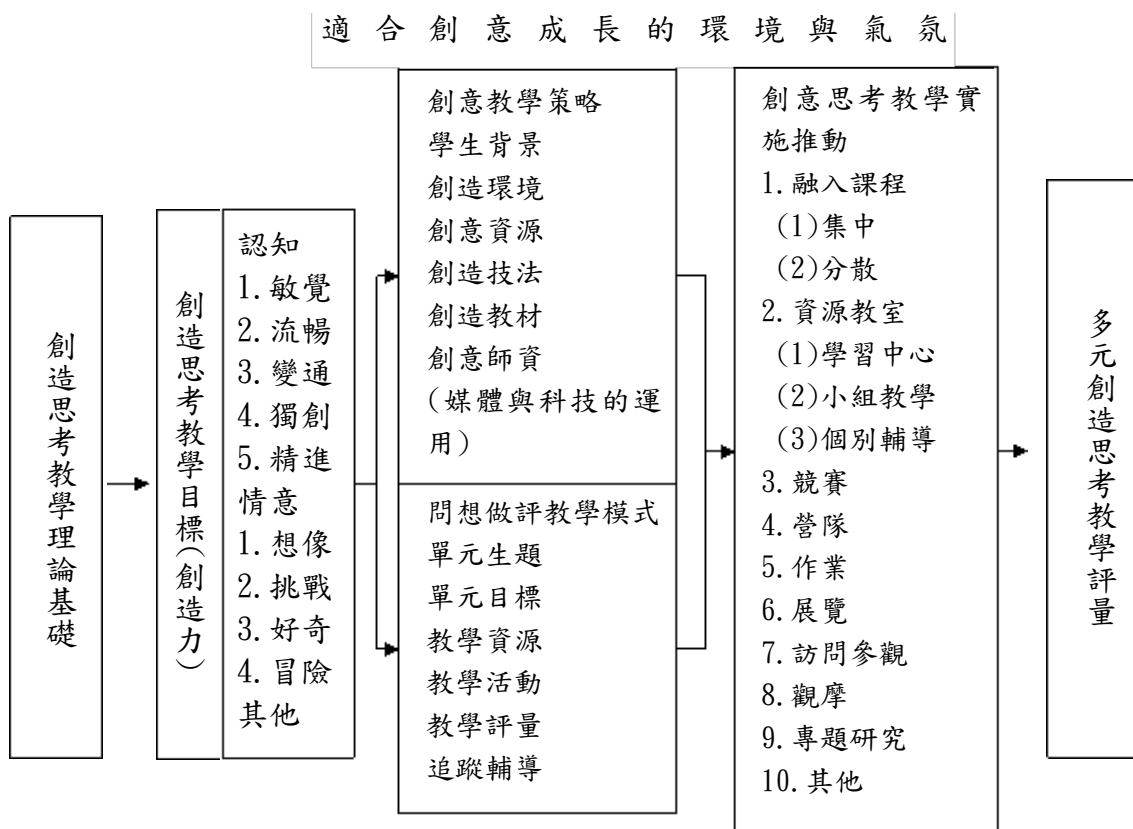 適合創意成長的環境與氣氛
創造思考教學理論基礎
創造思考教學目標(創造力)
認知
1.敏覺
2.流暢
3.變通
4.獨創
5.精進
情意
1.想像
2.挑戰
3.好奇
4.冒險
其他
創意教學策略
學生背景
創造環境
創意資源
創造技法
創造教材
創意師資
(媒體與科技的運
用)
問想做評教學模式
單元生題
單元目標
教學資源
教學活動
教學評量
追蹤輔導
創意思考教學實
施推動
1.融入課程
(1)集中
(2)分散
2.資源教室
(1)學習中心
(2)小組教學
(3)個別輔導
3.競賽
4.營隊
5.作業
6.展覽
7.訪問參觀
8.觀摩
9.專題研究
10.其他
多元創造思考教學評量